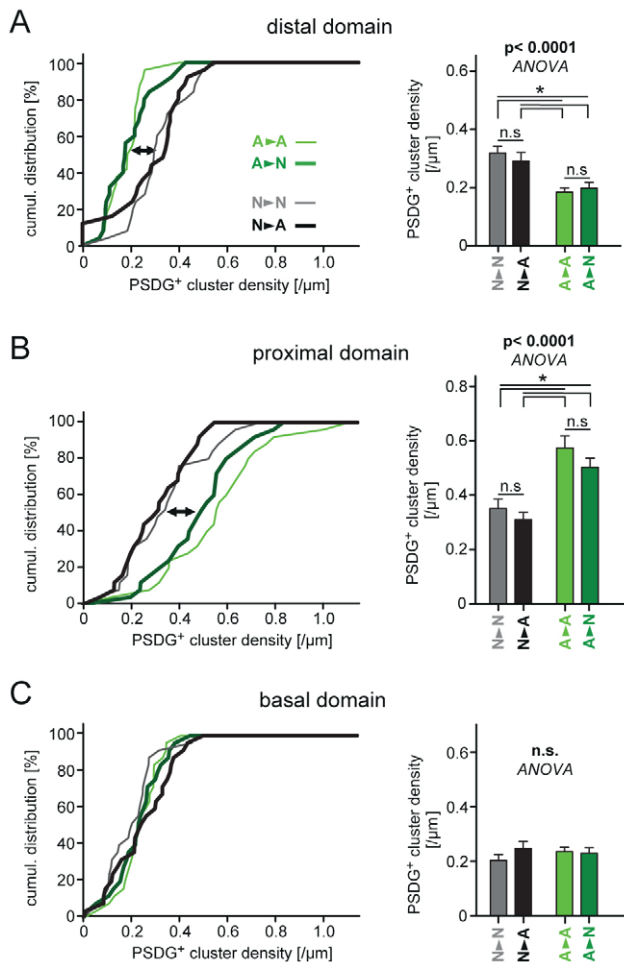 A
distal domain
cumul. distribution [%]
100
80
60
40
20
0
0
0.2
0.4
0.6
0.8
1.0
PSDG⁺ cluster density [/μm]
A►A
A►N
N►N
N►A
p< 0.0001
ANOVA
PSDG⁺ cluster density
[/μm]
0.6
0.4
0.2
0
*
n.s
n.s
N►N
N►A
A►A
A►N
B
proximal domain
cumul. distribution [%]
100
80
60
40
20
0
0
0.2
0.4
0.6
0.8
1.0
PSDG⁺ cluster density [/μm]
p< 0.0001
ANOVA
PSDG⁺ cluster density
[/μm]
0.8
0.6
0.4
0.2
0
*
n.s
n.s
N►N
N►A
A►A
A►N
C
basal domain
cumul. distribution [%]
100
80
60
40
20
0
0
0.2
0.4
0.6
0.8
1.0
PSDG⁺ cluster density [/μm]
n.s.
ANOVA
PSDG⁺ cluster density
[/μm]
0.6
0.4
0.2
0
N►N
N►A
A►A
A►N